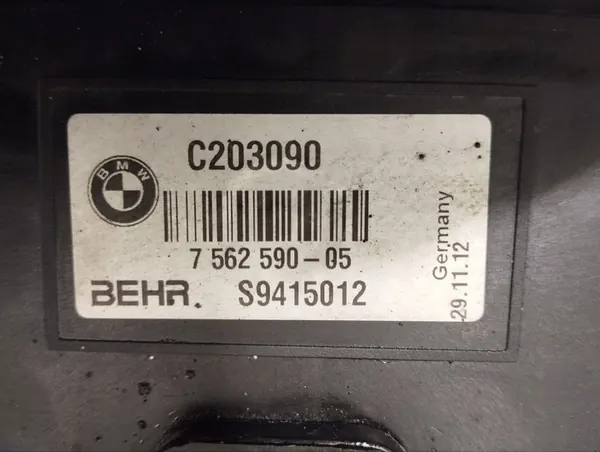 C203090
BMW
7 562 590-05
BEHR S9415012
Germany
29.11.12